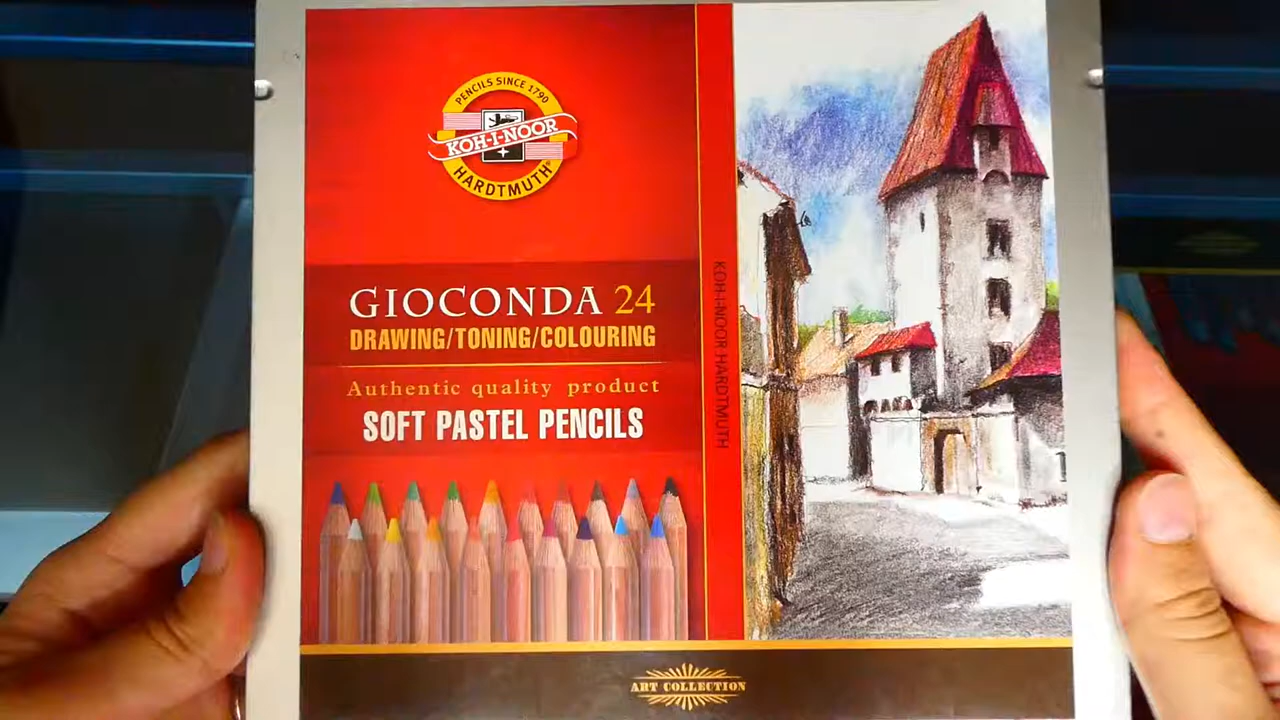 PENCILS SINCE 1790
KOH-I-NOOR
HARDTMUTH
GIOCONDA 24
DRAWING/TONING/COLOURING
Authentic quality product
SOFT PASTEL PENCILS
KOH-I-NOOR HARDTMUTH
ART COLLECTION